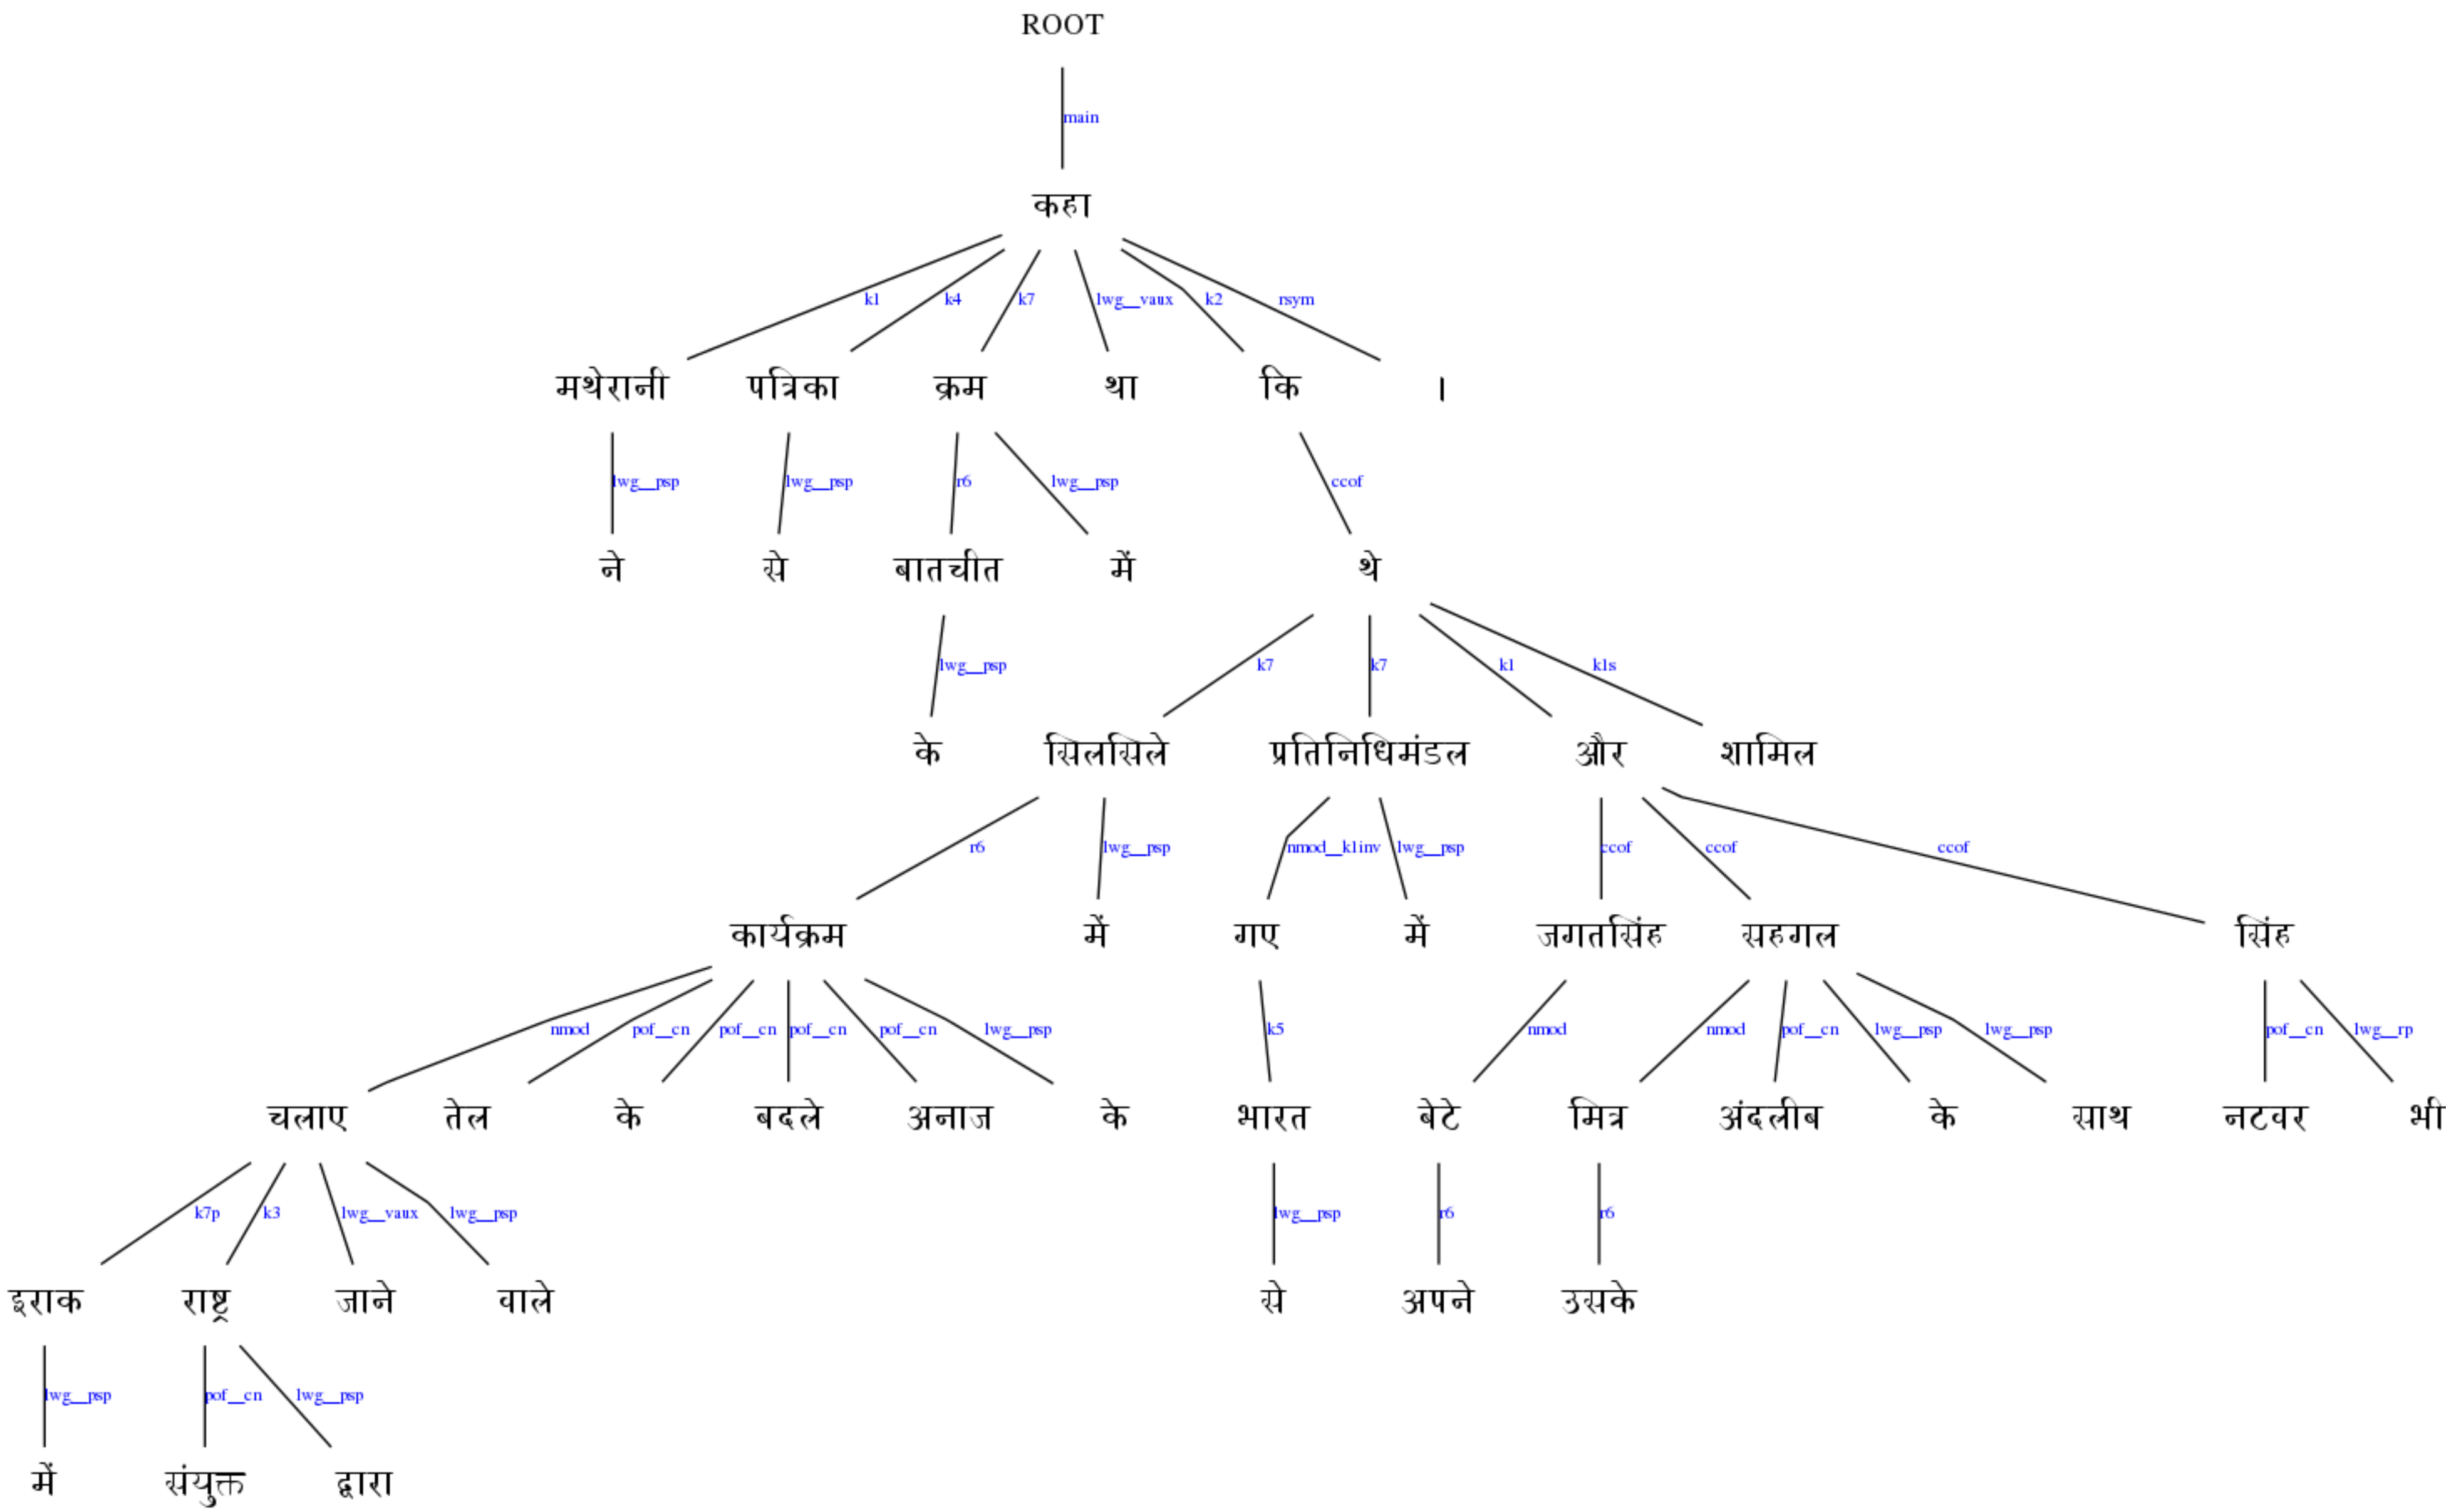 ROOT
main
कहा
k1 k4 k7 lwg__vaux k2 rsym
मथेरानी पत्रिका क्रम था कि ।
lwg__psp lwg__psp r6 lwg__psp ccof
ने से बातचीत में थे
lwg__psp k7 k7 k1 k1s
के सिलसिले प्रतिनिधिमंडल और शामिल
r6 lwg__psp nmod__k1inv lwg__psp ccof ccof ccof
कार्यक्रम में गए में जगतसिंह सहगल सिंह
nmod pof__cn pof__cn pof__cn pof__cn lwg__psp k5 nmod nmod pof__cn lwg__psp lwg__psp pof__cn lwg__rp
चलाए तेल के बदले अनाज के भारत बेटे मित्र अंदलीब के साथ नटवर भी
k7p k3 lwg__vaux lwg__psp lwg__psp r6 r6
इराक राष्ट्र जाने वाले से अपने उसके
lwg__psp pof__cn lwg__psp
में संयुक्त द्वारा